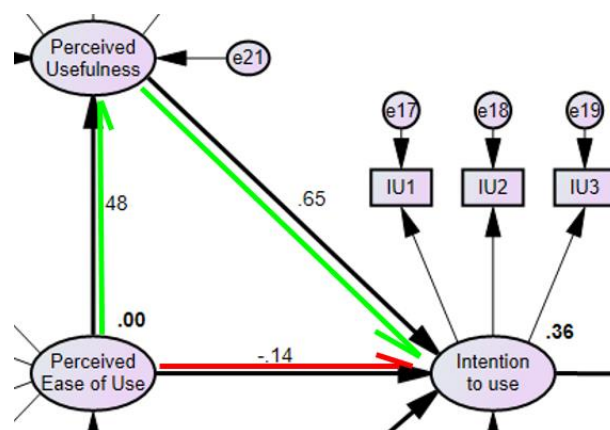 Perceived
Usefulness
e21
e17
e18
e19
IU1
IU2
IU3
.65
48
.00
-.14
.36
Perceived
Ease of Use
Intention
to use